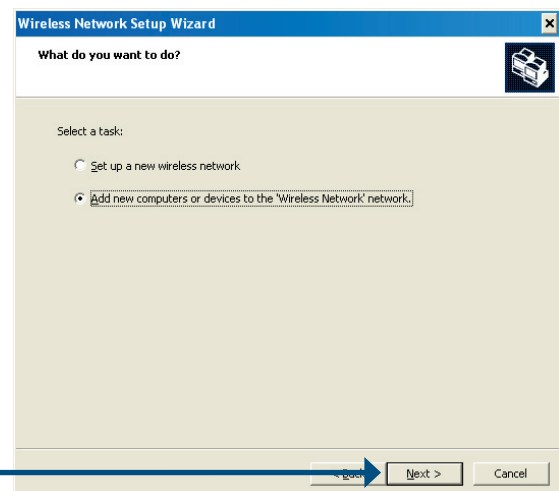 Wireless Network Setup Wizard
What do you want to do?
Select a task:
Set up a new wireless network
Add new computers or devices to the 'Wireless Network' network.
Next >
Cancel